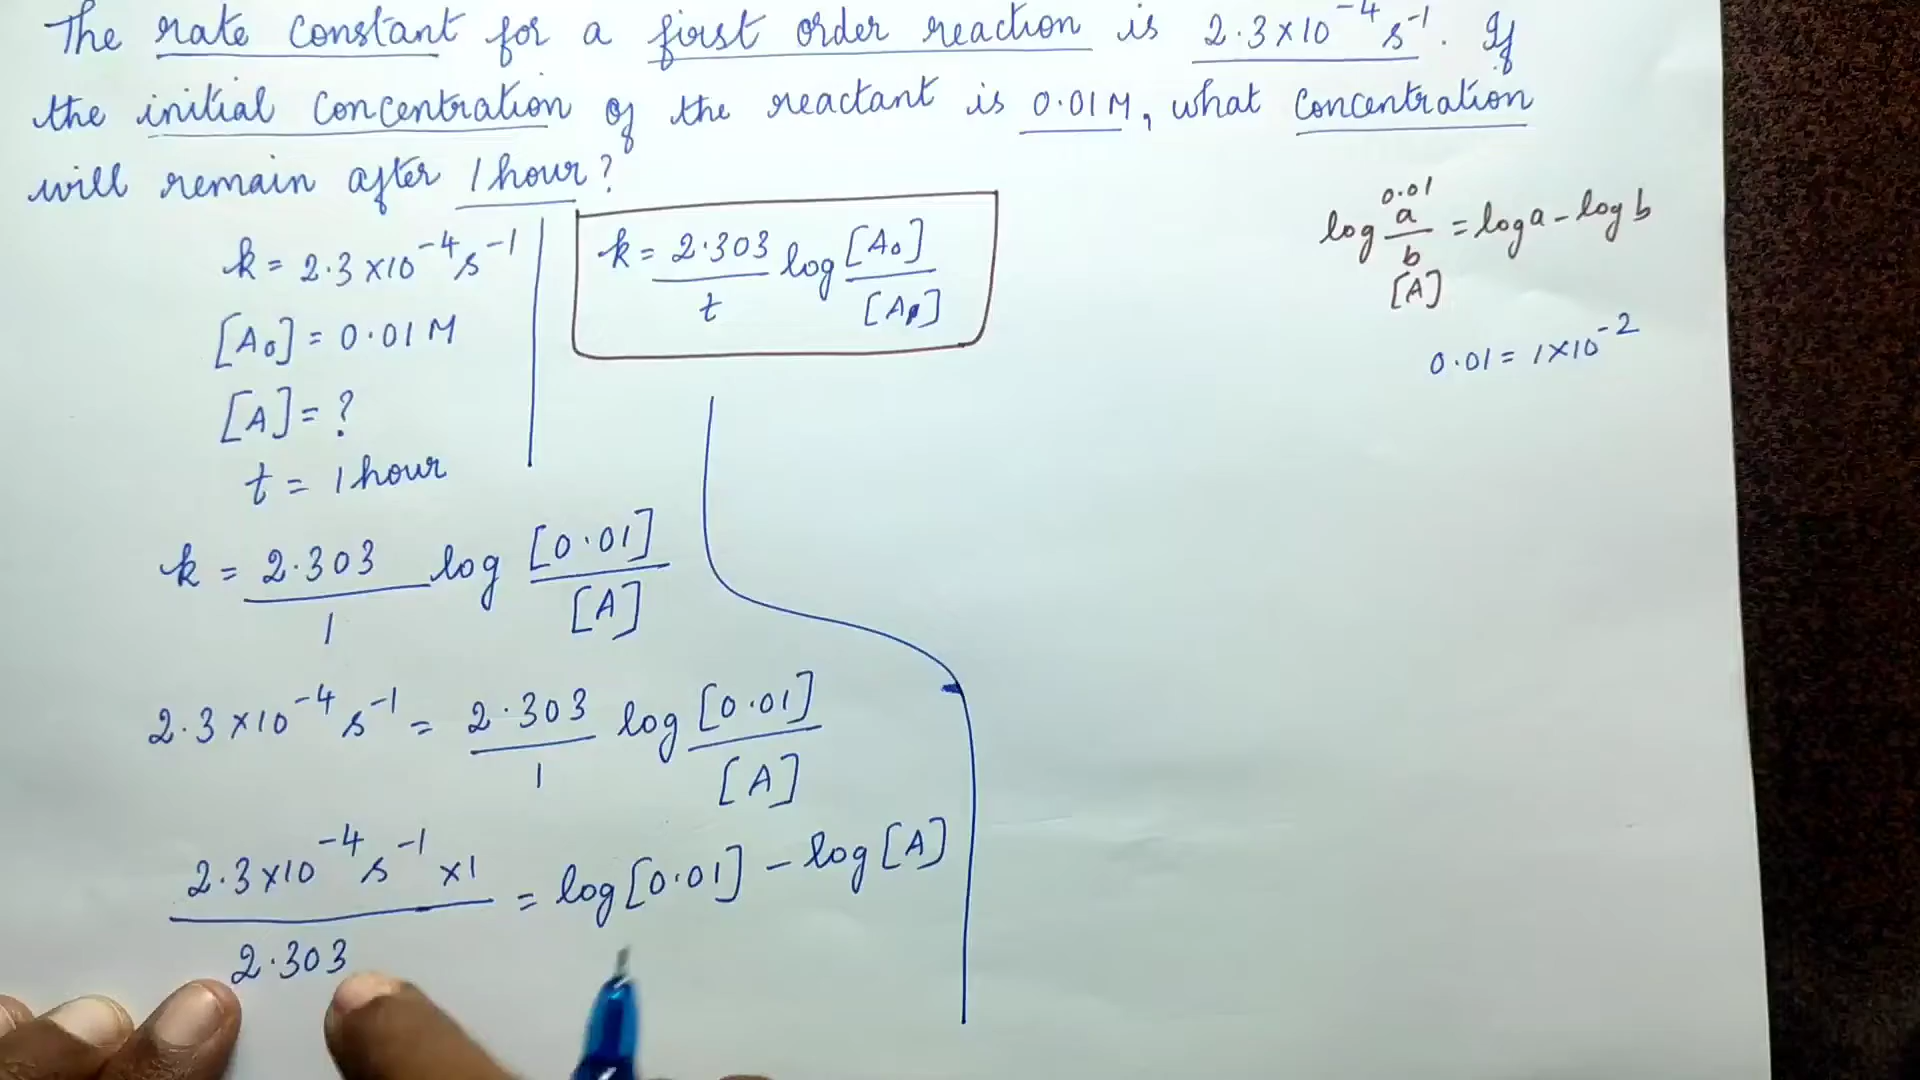 The rate constant for a first order reaction is 2.3×10⁻⁴ s⁻¹. If
the initial concentration of the reactant is 0.01M, what concentration
will remain after 1 hour?
k = 2.3×10⁻⁴ s⁻¹
[A₀] = 0.01 M
[A] = ?
t = 1 hour
k = 2.303/t log [A₀]/[A]
log a/b = log a - log b
0.01
[A]
0.01 = 1×10⁻²
k = 2.303/1 log [0.01]/[A]
2.3×10⁻⁴ s⁻¹ = 2.303/1 log [0.01]/[A]
2.3×10⁻⁴ s⁻¹ ×1/2.303 = log [0.01] - log [A]